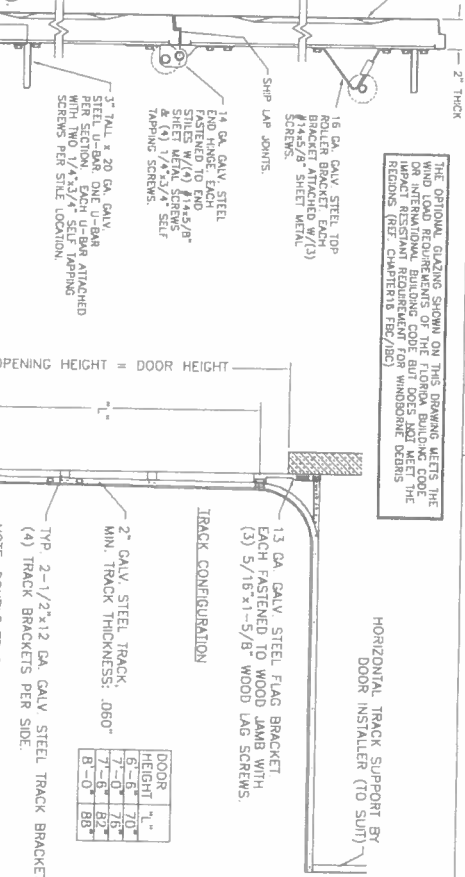 2" THICK
THE OPTIONAL GLAZING SHOWN ON THIS DRAWING MEETS THE
WIND LOAD REQUIREMENTS OF THE FLORIDA BUILDING CODE
OR INTERNATIONAL BUILDING CODE BUT DOES NOT MEET THE
IMPACT RESISTANT REQUIREMENT FOR WINDBORNE DEBRIS
REGIONS (REF. CHAPTER16 FBC/IBC)
16 GA. GALV. STEEL TOP
ROLLER BRACKET EACH
BRACKET ATTACHED W/(3)
#14x5/8" SHEET METAL
SCREWS.
SHIP LAP JOINTS.
14 GA. GALV. STEEL
END HINGE. EACH
FASTENED TO END
STILES W/(4) #14x5/8"
SHEET METAL SCREWS
& (4) 1/4"x3/4" SELF
TAPPING SCREWS.
3" TALL x 20 GA. GALV.
STEEL U-BAR. ONE U-BAR
PER SECTION. EACH U-BAR ATTACHED
WITH TWO 1/4"x3/4" SELF TAPPING
SCREWS PER STILE LOCATION.
OPENING HEIGHT = DOOR HEIGHT
"L"
HORIZONTAL TRACK SUPPORT BY
DOOR INSTALLER (TO SUIT)
13 GA. GALV. STEEL FLAG BRACKET
EACH FASTENED TO WOOD JAMB WITH
(3) 5/16"x1-5/8" WOOD LAG SCREWS.
TRACK CONFIGURATION
2" GALV. STEEL TRACK,
MIN. TRACK THICKNESS: .060"
DOOR HEIGHT "L"
6'-6" 70"
7'-0" 76"
7'-6" 82"
8'-0" 88"
TYP. 2-1/2"x12 GA. GALV. STEEL TRACK BRACKET
(4) TRACK BRACKETS PER SIDE.